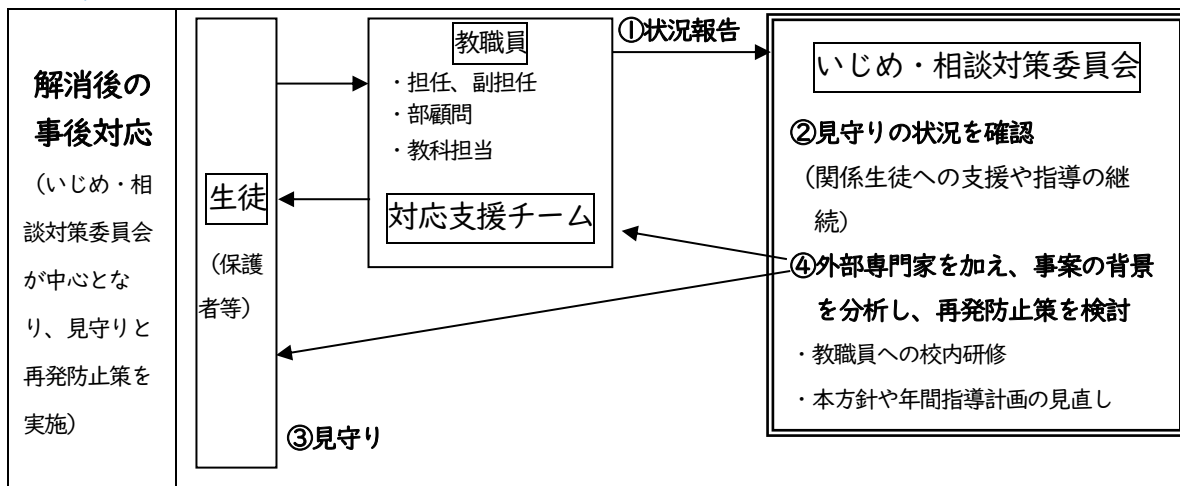 解消後の
事後対応
（いじめ・相
談対策委員会
が中心とな
り、見守りと
再発防止策を
実施）
生徒
（保護
者等）
教職員
・担任、副担任
・部顧問
・教科担当
対応支援チーム
①状況報告
③見守り
いじめ・相談対策委員会
②見守りの状況を確認
（関係生徒への支援や指導の継
続）
④外部専門家を加え、事案の背景
を分析し、再発防止策を検討
・教職員への校内研修
・本方針や年間指導計画の見直し